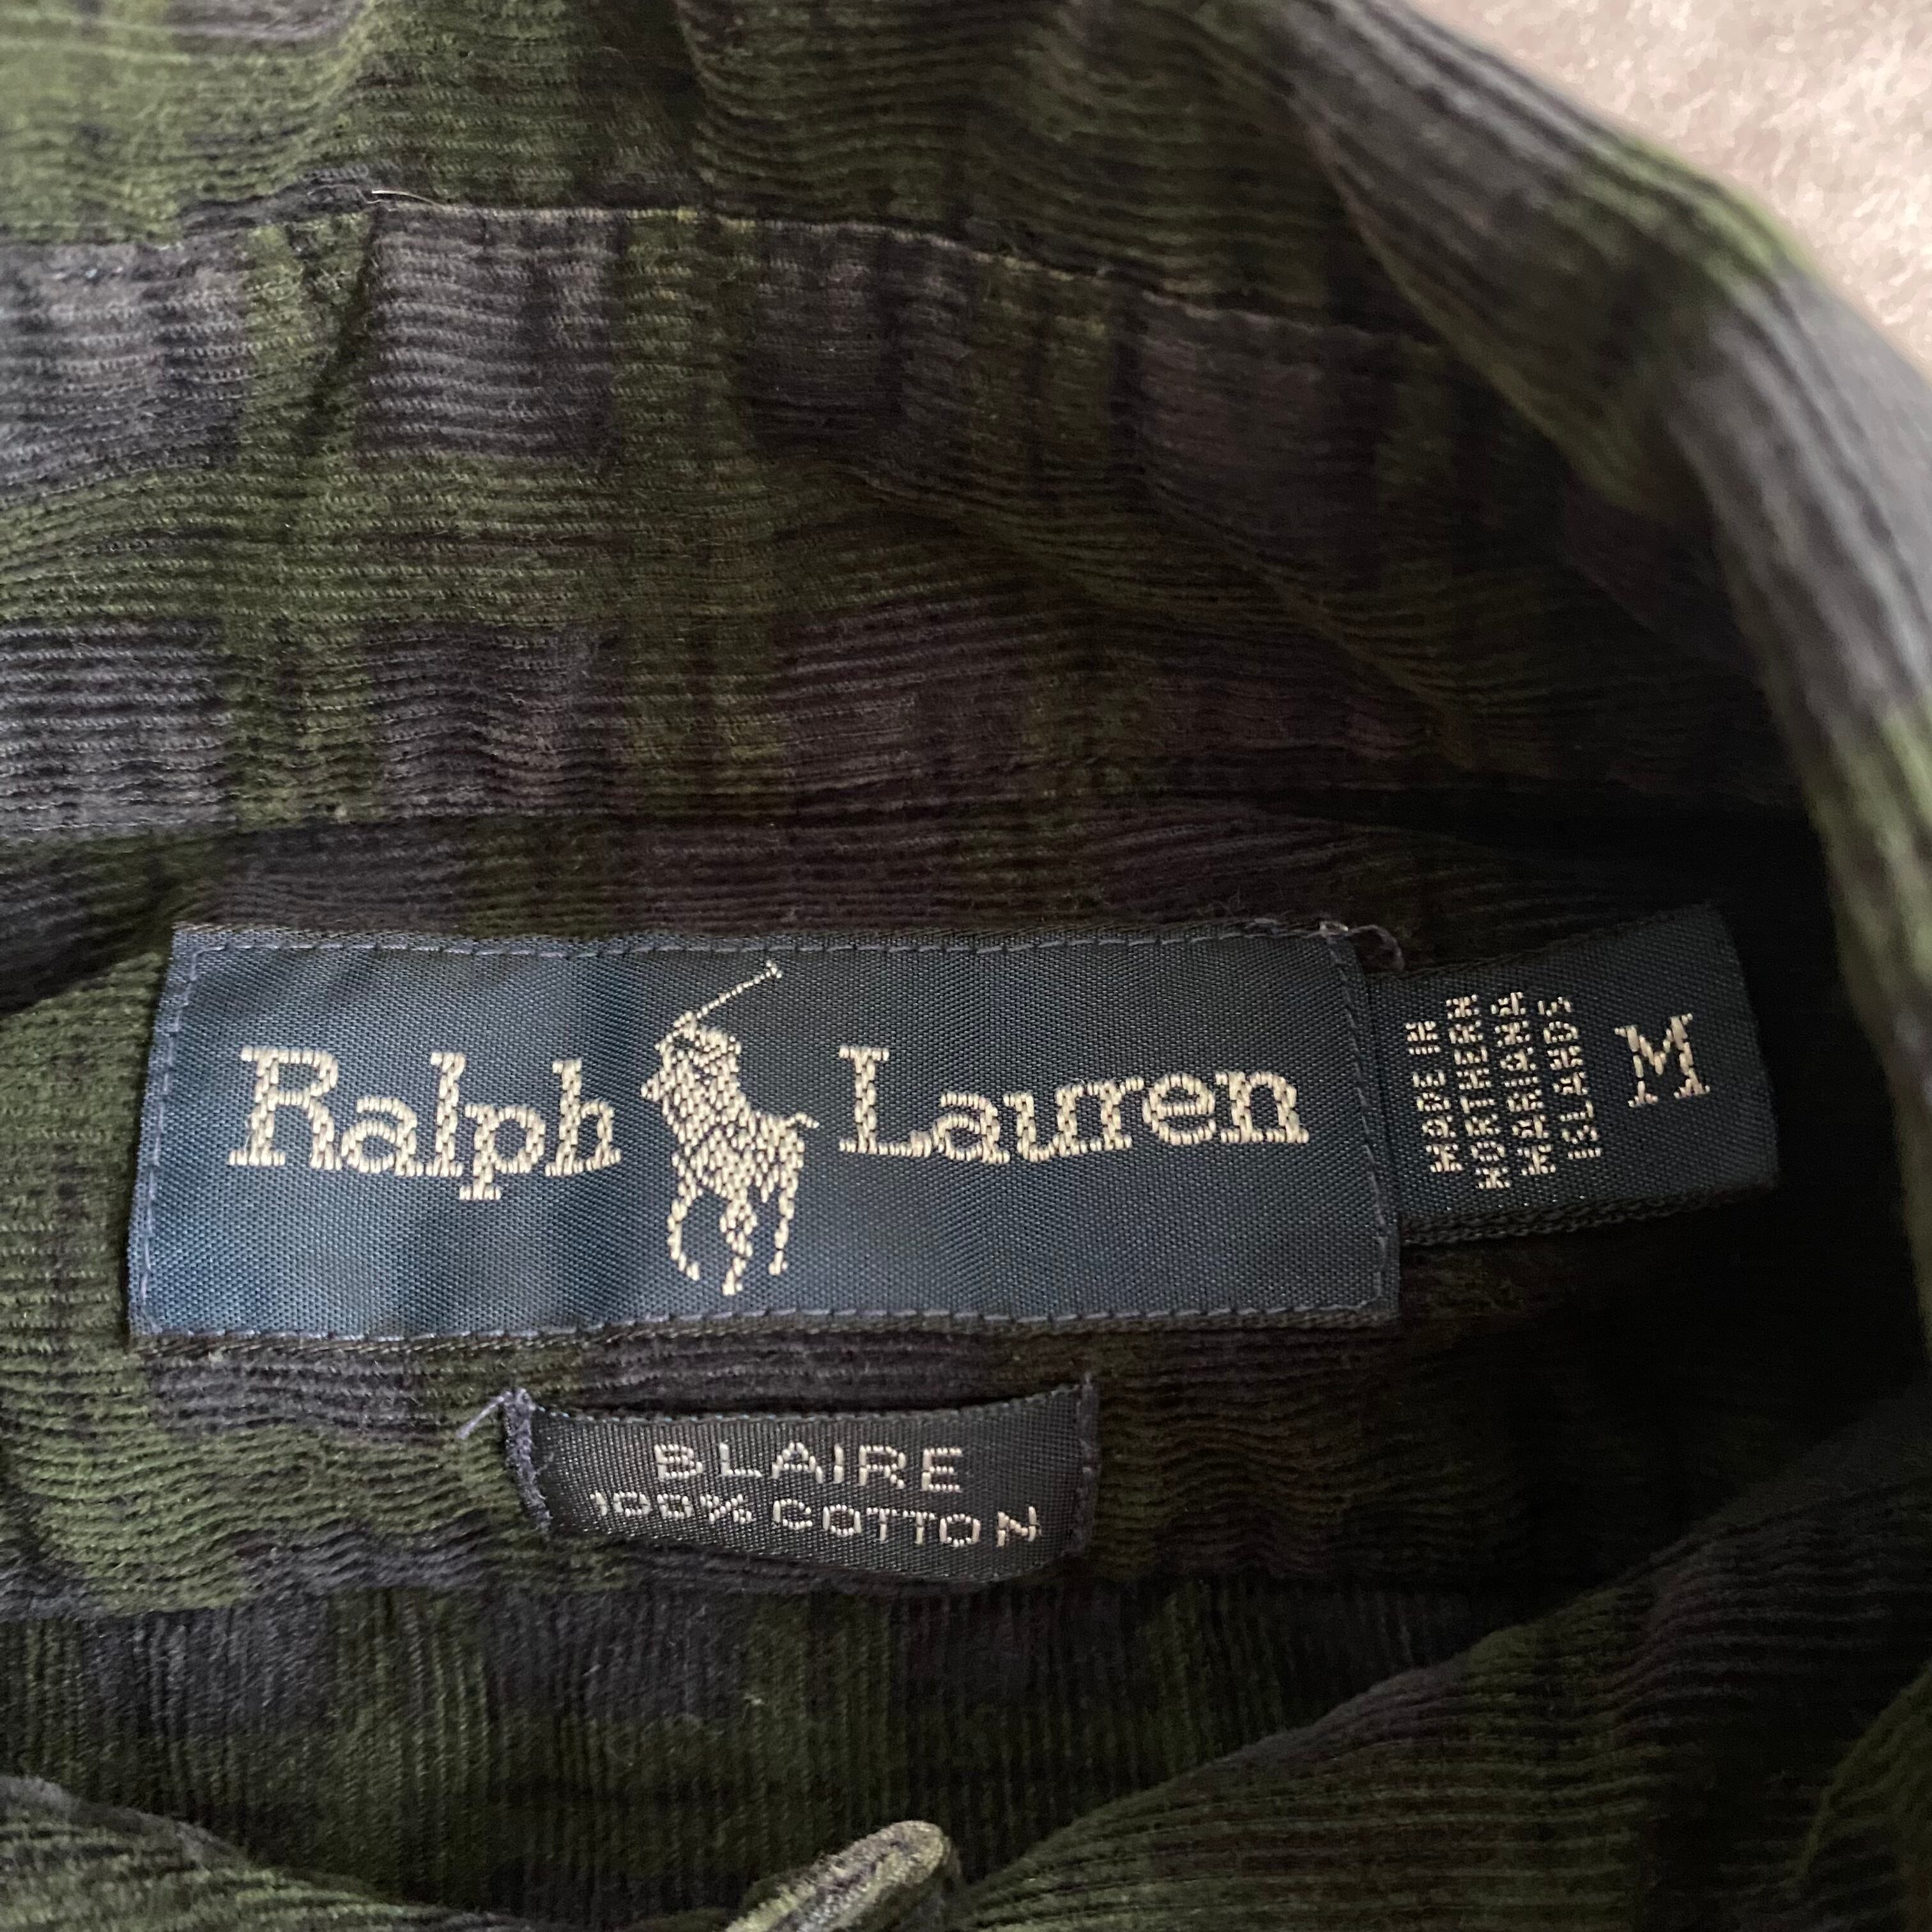 Ralph Lauren
MADE IN
NORTHERN
MARIANA
ISLANDS
M
BLAIRE
100% COTTON